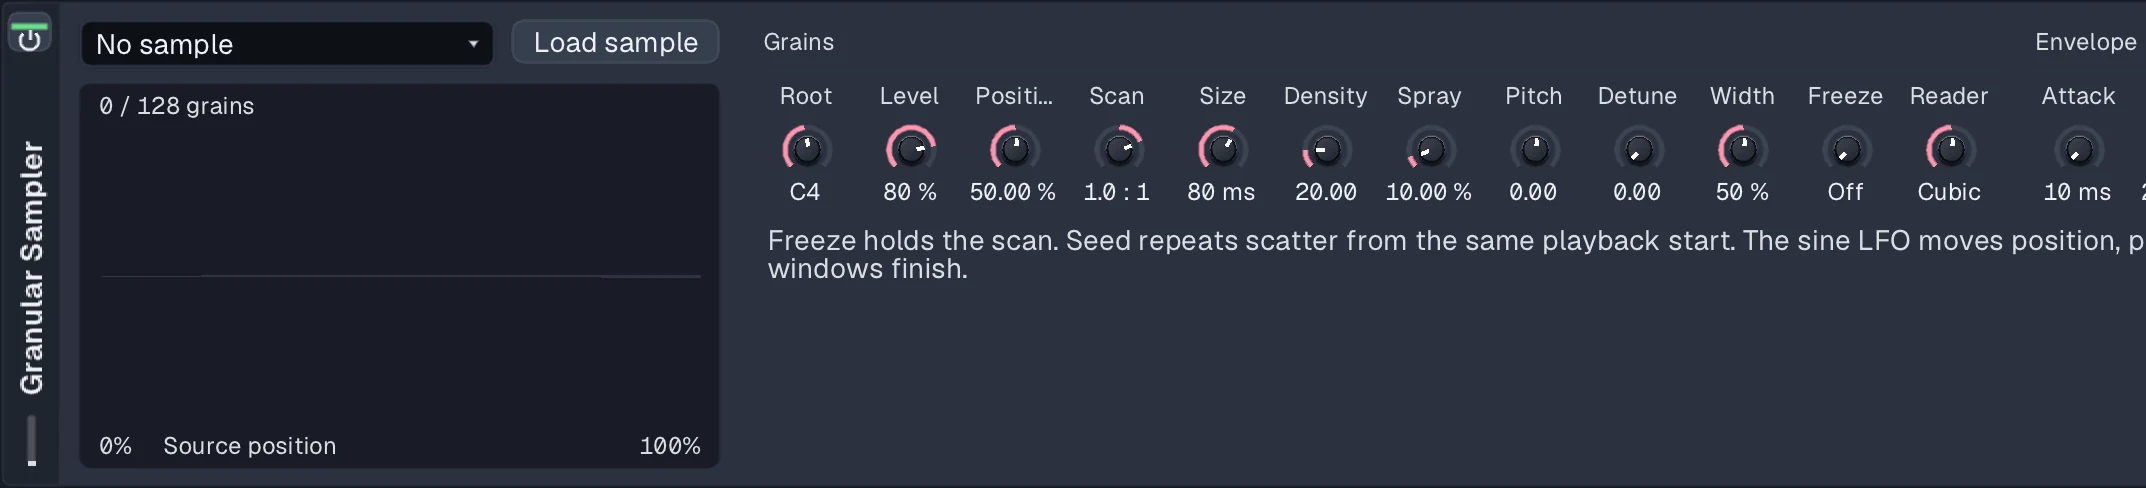 No sample
Load sample
Grains
Envelope
0 / 128 grains
Root Level Positi... Scan Size Density Spray Pitch Detune Width Freeze Reader Attack
C4 80 % 50.00 % 1.0 : 1 80 ms 20.00 10.00 % 0.00 0.00 50 % Off Cubic 10 ms
Freeze holds the scan. Seed repeats scatter from the same playback start. The sine LFO moves position, p
windows finish.
Granular Sampler
0% Source position 100%